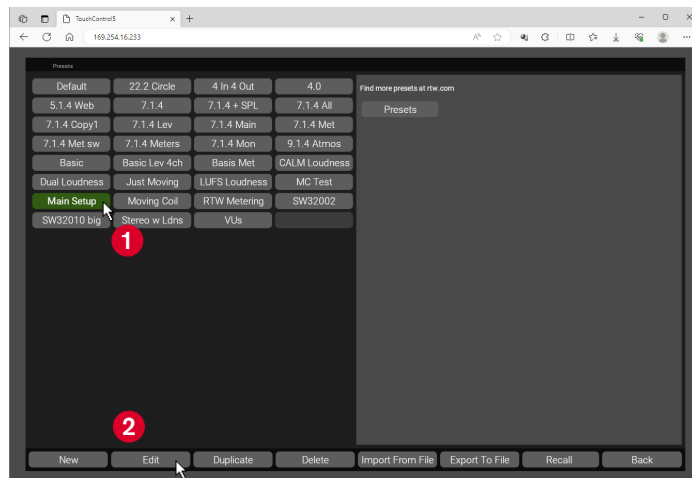 TouchControl5
169.254.16.233
Presets
Default 22.2 Circle 4 In 4 Out 4.0
Find more presets at rtw.com
5.1.4 Web 7.1.4 7.1.4 + SPL 7.1.4 All
Presets
7.1.4 Copy1 7.1.4 Lev 7.1.4 Main 7.1.4 Met
7.1.4 Met sw 7.1.4 Meters 7.1.4 Mon 9.1.4 Atmos
Basic Basic Lev 4ch Basis Met CALM Loudness
Dual Loudness Just Moving LUFS Loudness MC Test
Main Setup Moving Coil RTW Metering SW32002
SW32010 big Stereo w Ldns VUs
1
2
New Edit Duplicate Delete Import From File Export To File Recall Back